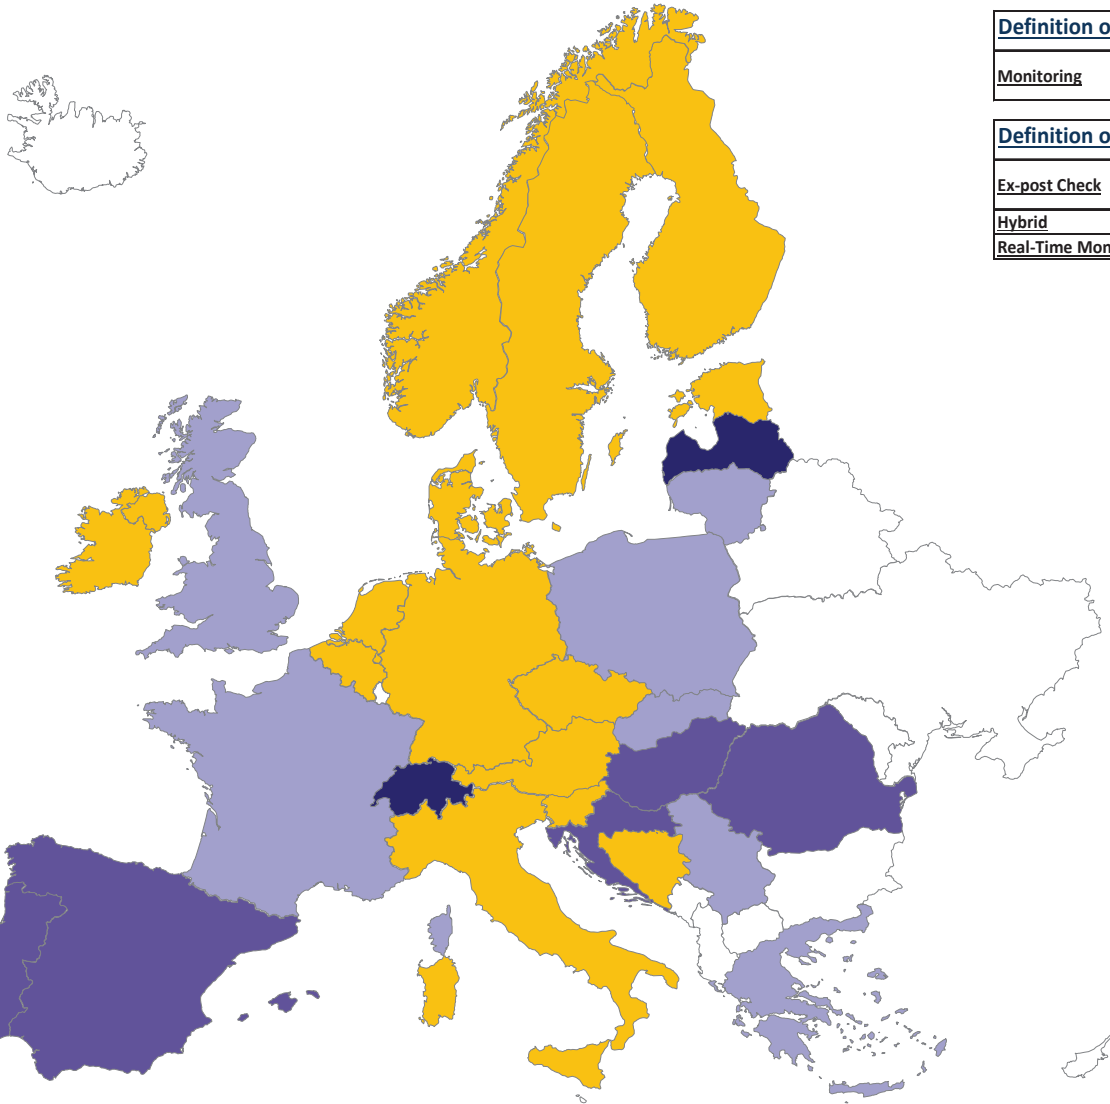 Definition o
Monitoring
Definition o
Ex-post Check
Hybrid
Real-Time Mon